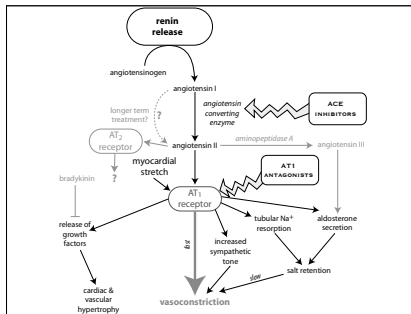 renin
release
angiotensinogen
angiotensin I
longer term
treatment?
?
angiotensin
converting
enzyme
ACE
INHIBITORS
AT2
receptor
angiotensin II
aminopeptidase A
angiotensin III
?
myocardial
stretch
AT1
ANTAGONISTS
bradykinin
AT1
receptor
release of
growth
factors
fast
increased
sympathetic
tone
tubular Na+
resorption
aldosterone
secretion
cardiac &
vascular
hypertrophy
slow
salt retention
vasoconstriction